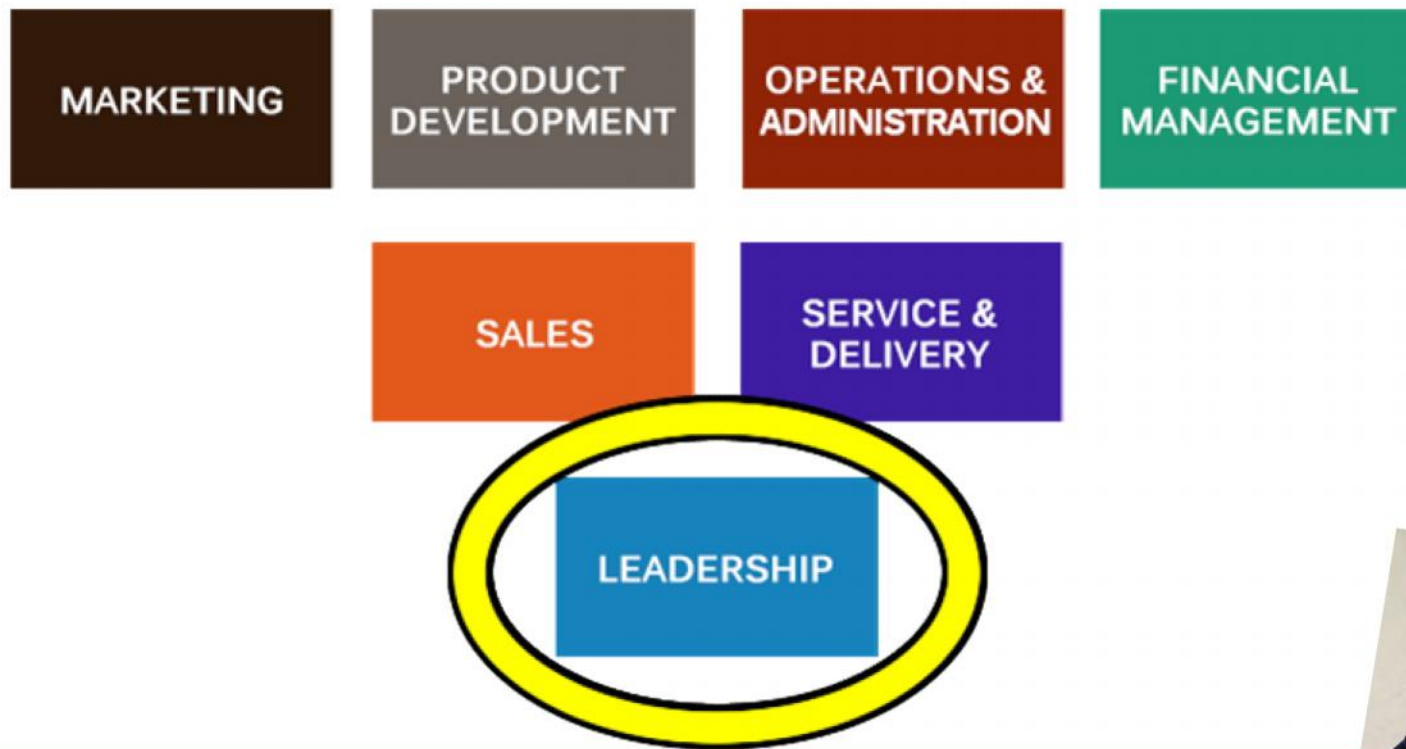 MARKETING
PRODUCT
DEVELOPMENT
OPERATIONS &
ADMINISTRATION
FINANCIAL
MANAGEMENT
SALES
SERVICE &
DELIVERY
LEADERSHIP